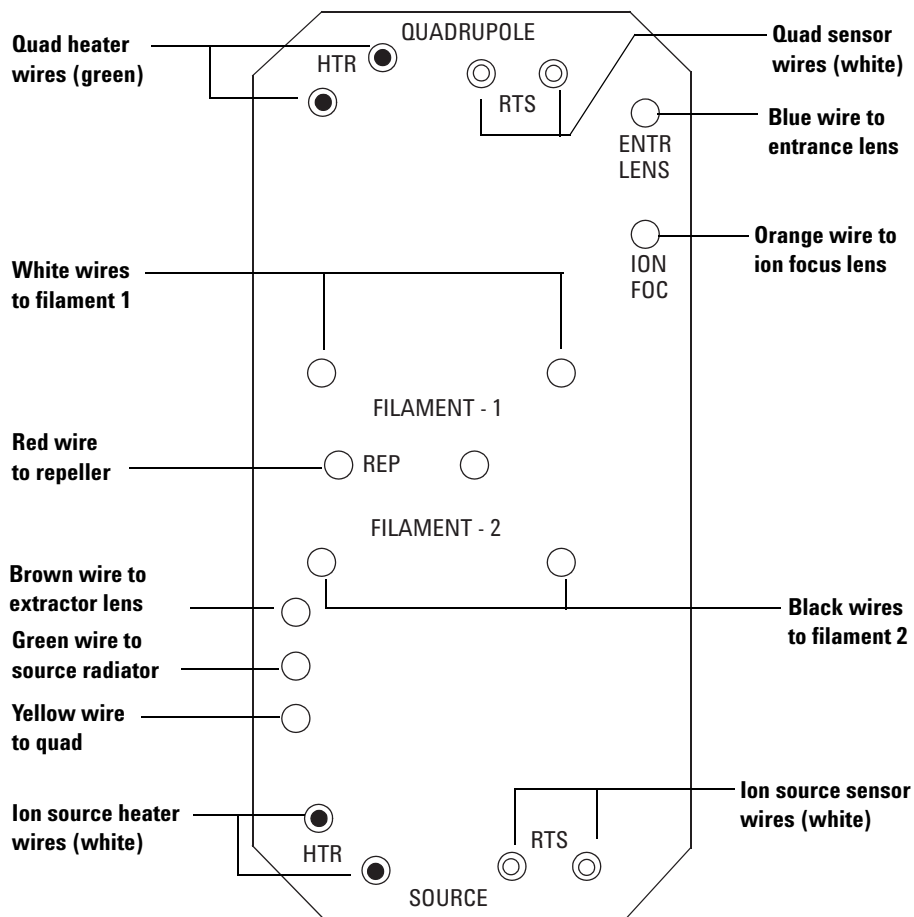 QUADRUPOLE
Quad heater
wires (green)
HTR
RTS
Quad sensor
wires (white)
ENTR
LENS
Blue wire to
entrance lens
ION
FOC
Orange wire to
ion focus lens
White wires
to filament 1
FILAMENT - 1
Red wire
to repeller
REP
FILAMENT - 2
Brown wire to
extractor lens
Black wires
to filament 2
Green wire to
source radiator
Yellow wire
to quad
Ion source heater
wires (white)
HTR
RTS
Ion source sensor
wires (white)
SOURCE